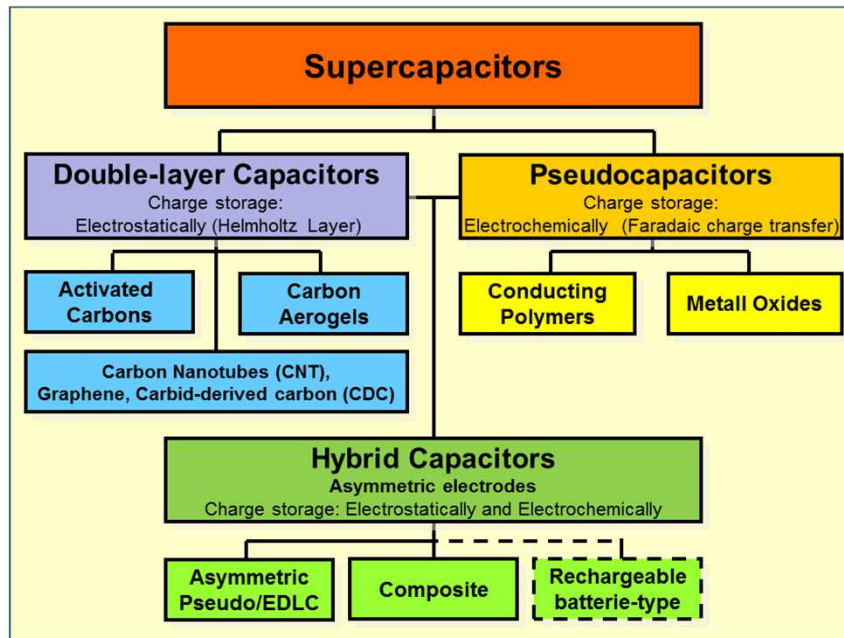 Supercapacitors
Double-layer Capacitors
Charge storage:
Electrostatically (Helmholtz Layer)
Pseudocapacitors
Charge storage:
Electrochemically (Faradaic charge transfer)
Activated
Carbons
Carbon
Aerogels
Conducting
Polymers
Metall Oxides
Carbon Nanotubes (CNT),
Graphene, Carbid-derived carbon (CDC)
Hybrid Capacitors
Asymmetric electrodes
Charge storage: Electrostatically and Electrochemically
Asymmetric
Pseudo/EDLC
Composite
Rechargeable
batterie-type